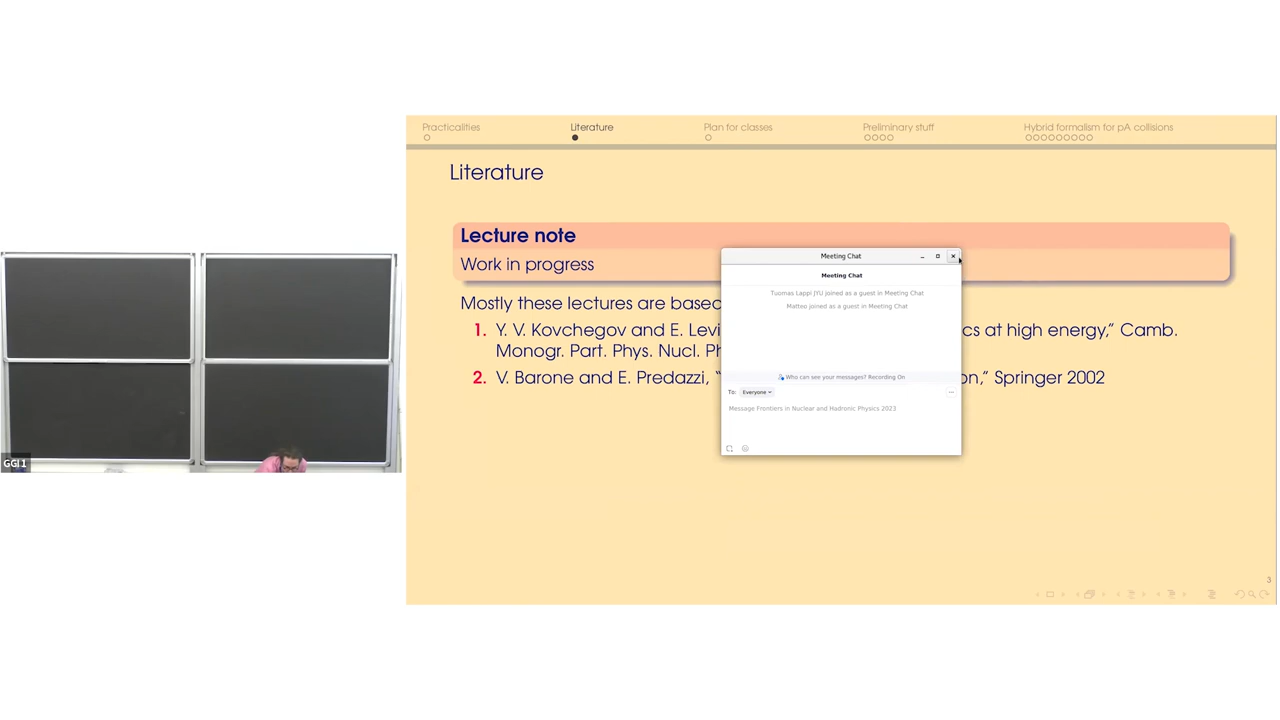 Practicalities
Literature
Plan for classes
Preliminary stuff
Hybrid formalism for pA collisions
Literature
Lecture note
Work in progress
Mostly these lectures are based
1. Y. V. Kovchegov and E. Levi cs at high energy,” Camb.
Monogr. Part. Phys. Nucl. Ph
2. V. Barone and E. Predazzi, “ on,” Springer 2002
Meeting Chat
Meeting Chat
Tuomas Lappi JYU joined as a guest in Meeting Chat
Matteo joined as a guest in Meeting Chat
Who can see your messages? Recording On
To: Everyone
Message Frontiers in Nuclear and Hadronic Physics 2023
GGI 1
3